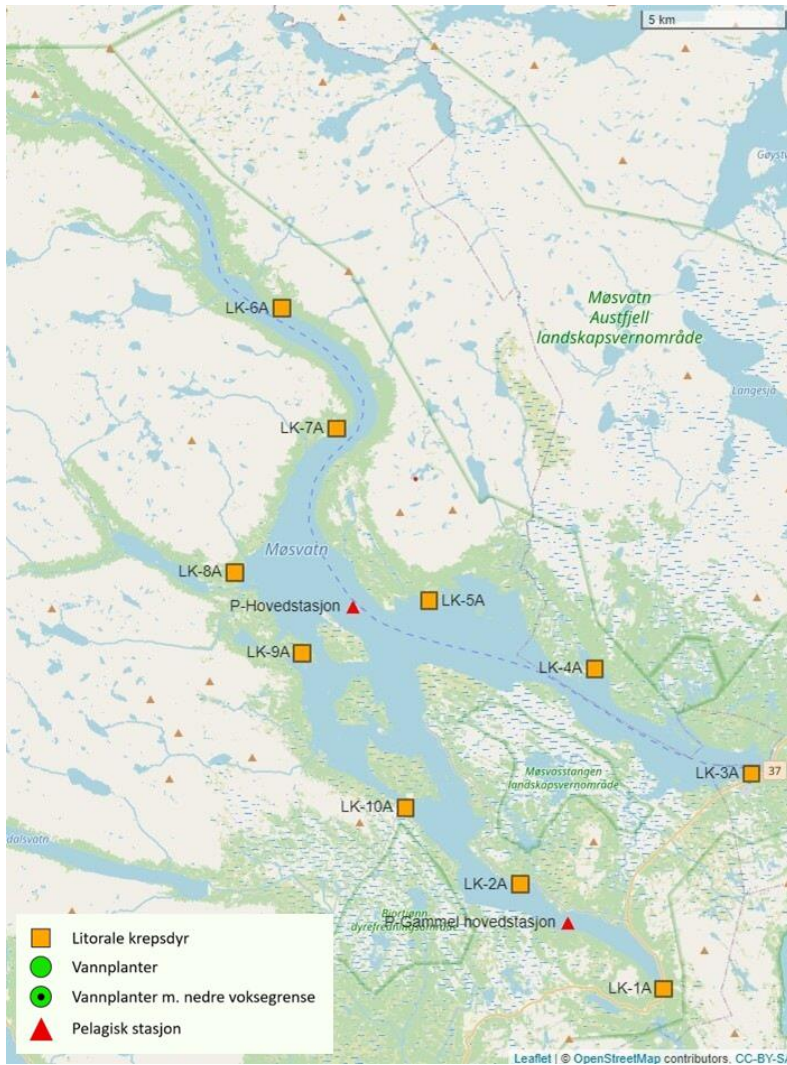 5 km
Møsvatn
Austfjell
landskapsvernområde
Langesjå
LK-6A
LK-7A
Møsvatn
LK-8A
LK-5A
P-Hovedstasjon
LK-9A
LK-4A
LK-3A
37
Møsvasstangen
landskapsvernområde
LK-10A
dalsvatn
LK-2A
P-Gammel hovedstasjon
dyrefredningsområde
LK-1A
Litorale krepsdyr
Vannplanter
Vannplanter m. nedre voksegrense
Pelagisk stasjon
Leaflet | © OpenStreetMap contributors, CC-BY-SA